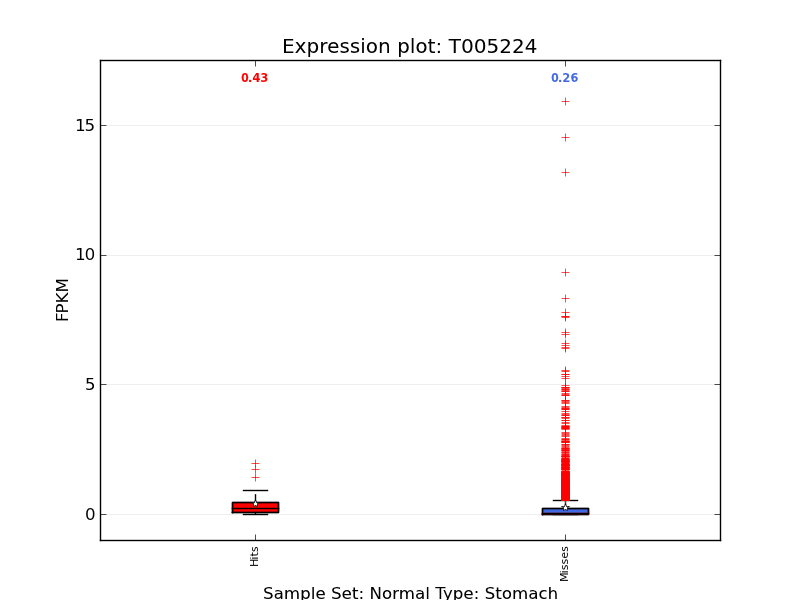 Expression plot: T005224
0.43
0.26
15
10
5
0
FPKM
Hits
Misses
Sample Set: Normal Type: Stomach